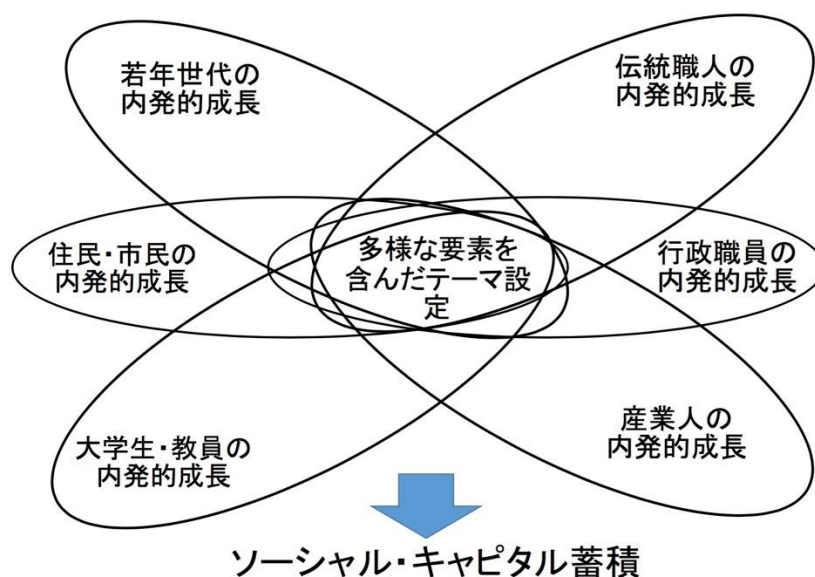 若年世代の
内発的成長
伝統職人の
内発的成長
住民・市民の
内発的成長
多様な要素を
含んだテーマ設
定
行政職員の
内発的成長
大学生・教員の
内発的成長
産業人の
内発的成長
ソーシャル・キャピタル蓄積